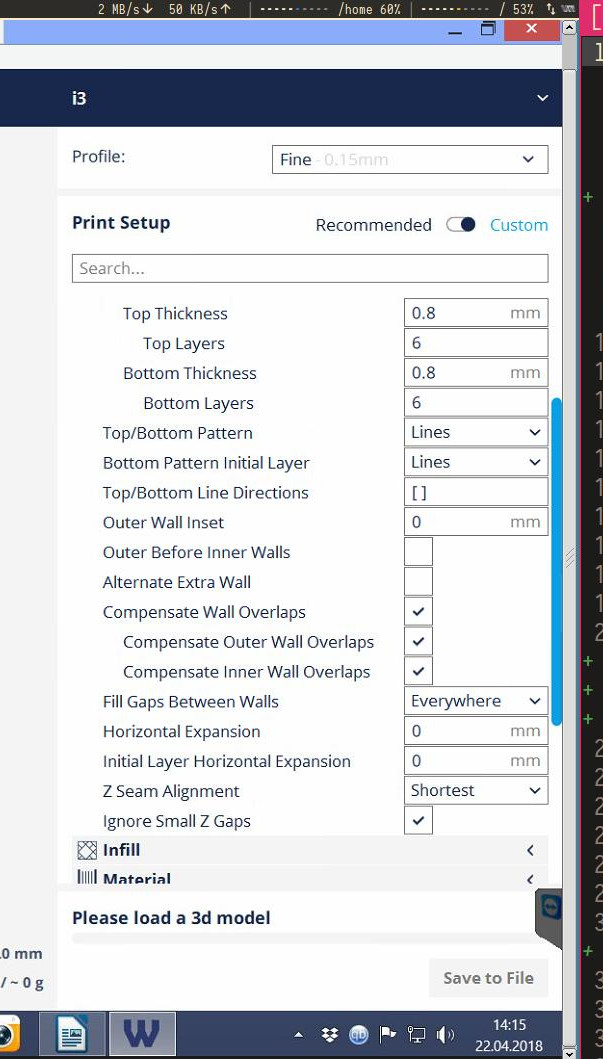 2 MB/s↓ 50 KB/s↑ | ---------- /home 60% | ---------- / 53% ↑↓
[
1
i3
Profile:
Fine - 0.15mm
Print Setup
Recommended
Custom
Search...
Top Thickness 0.8 mm
Top Layers 6
Bottom Thickness 0.8 mm
Bottom Layers 6
Top/Bottom Pattern Lines
Bottom Pattern Initial Layer Lines
Top/Bottom Line Directions [ ]
Outer Wall Inset 0 mm
Outer Before Inner Walls
Alternate Extra Wall
Compensate Wall Overlaps ✓
Compensate Outer Wall Overlaps ✓
Compensate Inner Wall Overlaps ✓
Fill Gaps Between Walls Everywhere
Horizontal Expansion 0 mm
Initial Layer Horizontal Expansion 0 mm
Z Seam Alignment Shortest
Ignore Small Z Gaps ✓
Infill
Material
Please load a 3d model
.0 mm
/ ~ 0 g
Save to File
W
14:15
22.04.2018